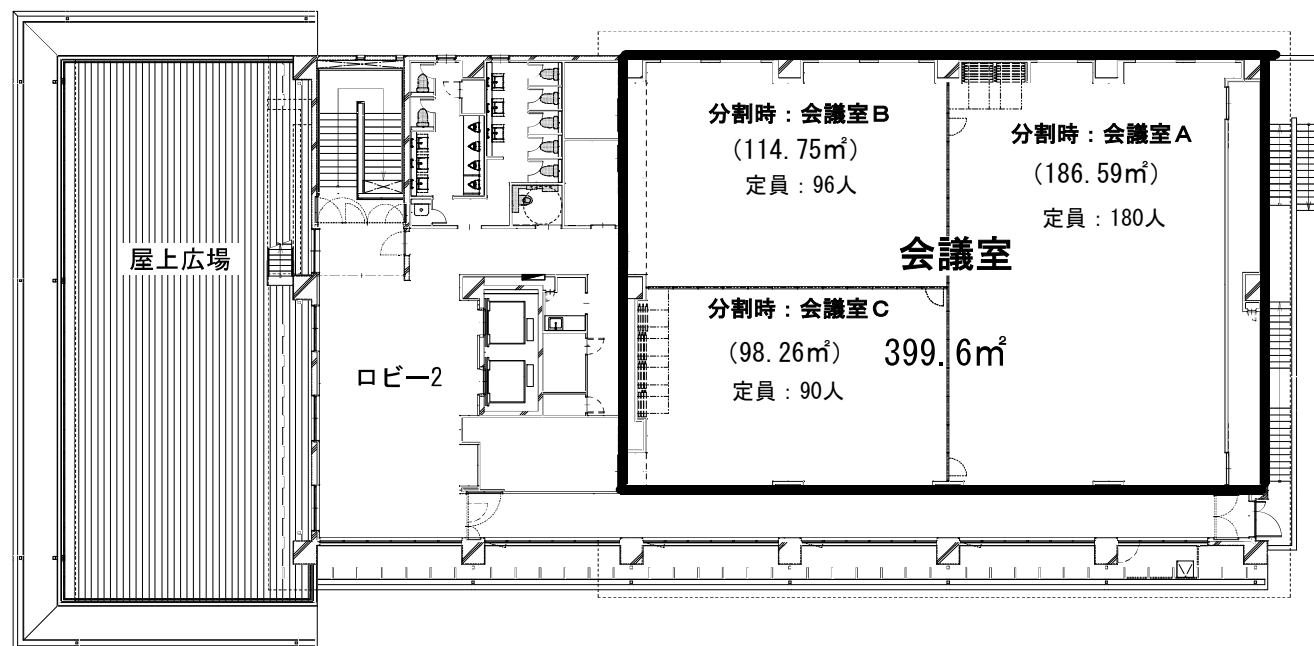 分割時：会議室B
(114.75㎡)
定員：96人
分割時：会議室A
(186.59㎡)
定員：180人
屋上広場
会議室
分割時：会議室C
(98.26㎡)
399.6㎡
定員：90人
ロビー2